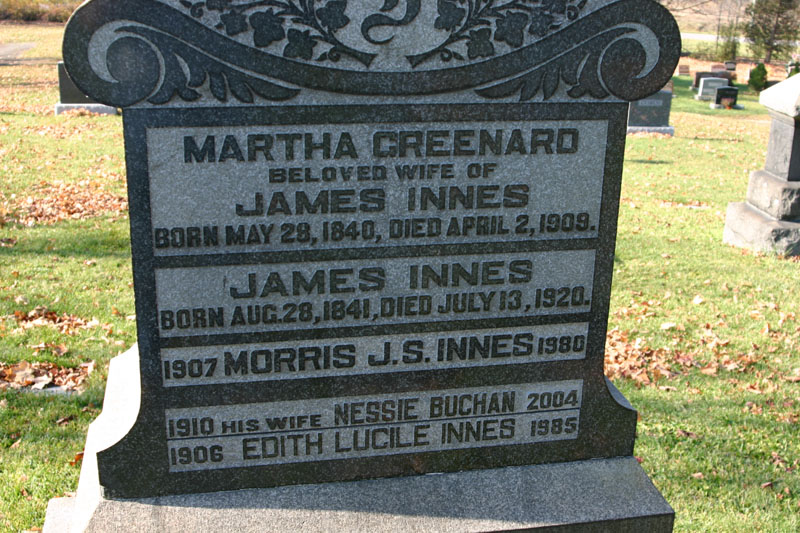 MARTHA GREENARD
BELOVED WIFE OF
JAMES INNES
BORN MAY 29, 1840, DIED APRIL 2, 1909.
JAMES INNES
BORN AUG. 28, 1841, DIED JULY 13, 1920.
1907 MORRIS J.S. INNES 1980
1910 HIS WIFE NESSIE BUCHAN 2004
1906 EDITH LUCILE INNES 1985